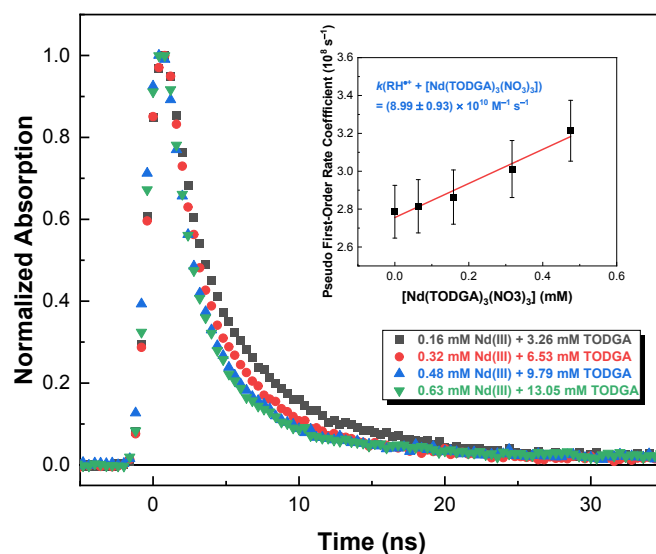 1.0
0.8
0.6
0.4
0.2
0.0
Normalized Absorption
0
10
20
30
Time (ns)
3.6
3.2
2.8
2.6
Pseudo First-Order Rate Coeffficient (10⁸ s⁻¹)
k(RH•⁺ + [Nd(TODGA)₃(NO₃)₃])
= (8.99 ± 0.93) × 10¹⁰ M⁻¹ s⁻¹
0.0
0.2
0.4
0.6
[Nd(TODGA)₃(NO3)₃] (mM)
0.16 mM Nd(III) + 3.26 mM TODGA
0.32 mM Nd(III) + 6.53 mM TODGA
0.48 mM Nd(III) + 9.79 mM TODGA
0.63 mM Nd(III) + 13.05 mM TODGA